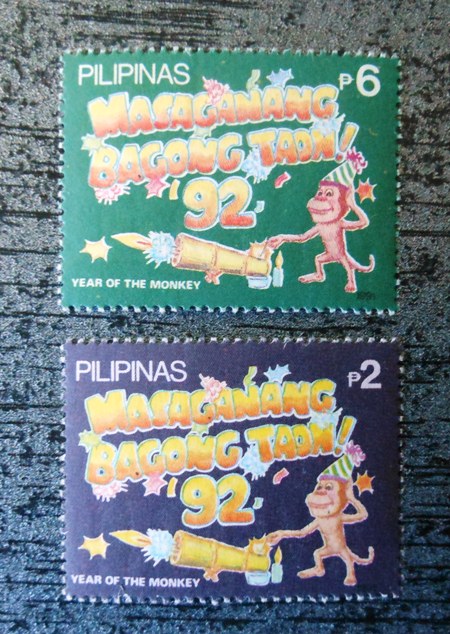 PILIPINAS ₱6
MASAGANANG
BAGONG TAON!
'92
YEAR OF THE MONKEY
PILIPINAS ₱2
MASAGANANG
BAGONG TAON!
'92
YEAR OF THE MONKEY